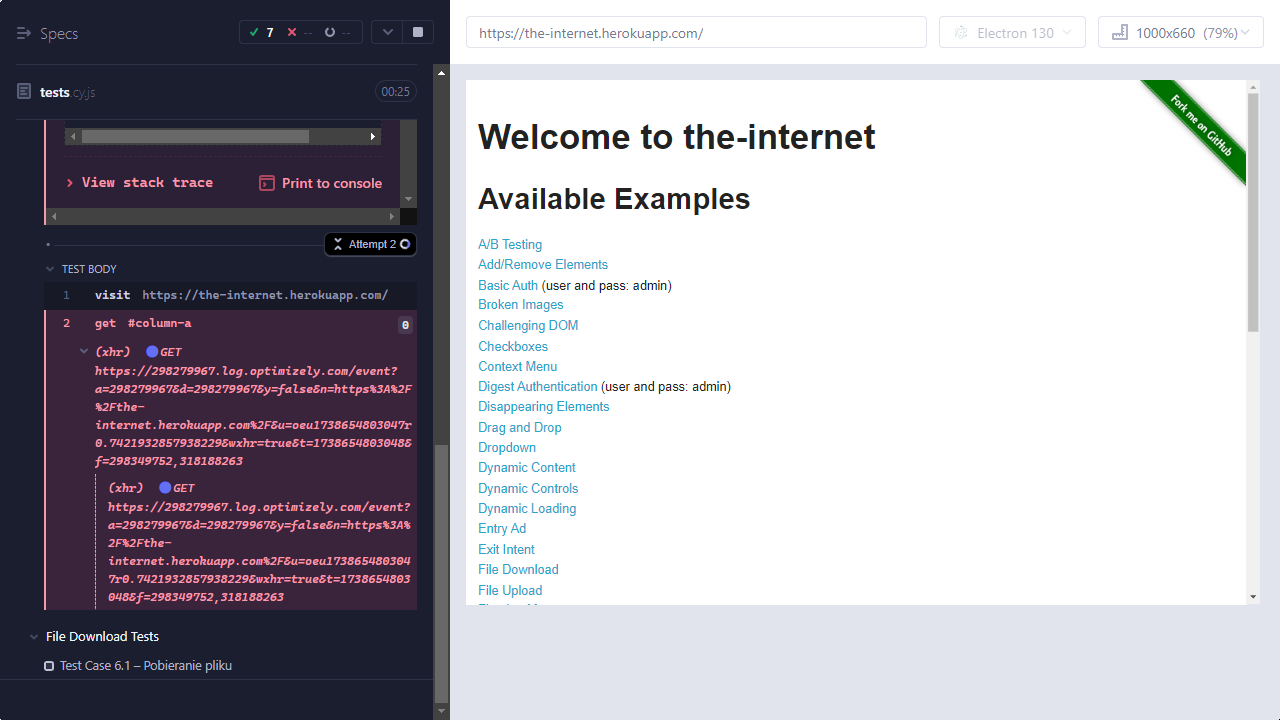 Specs
7
--
--
tests.cy.js
00:25
View stack trace
Print to console
Attempt 2
TEST BODY
1 visit https://the-internet.herokuapp.com/
2 get #column-a 0
(xhr) GET
https://298279967.log.optimizely.com/event?
a=298279967&d=298279967&y=false&n=https%3A%2F
%2Fthe-
internet.herokuapp.com%2F&u=oeu1738654803047r
0.7421932857938229&wxhr=true&t=1738654803048&
f=298349752,318188263
(xhr) GET
https://298279967.log.optimizely.com/event?
a=298279967&d=298279967&y=false&n=https%3A%
2F%2Fthe-
internet.herokuapp.com%2F&u=oeu173865480304
7r0.7421932857938229&wxhr=true&t=1738654803
048&f=298349752,318188263
File Download Tests
Test Case 6.1 – Pobieranie pliku
https://the-internet.herokuapp.com/
Electron 130
1000x660 (79%)
Fork me on GitHub
Welcome to the-internet
Available Examples
A/B Testing
Add/Remove Elements
Basic Auth (user and pass: admin)
Broken Images
Challenging DOM
Checkboxes
Context Menu
Digest Authentication (user and pass: admin)
Disappearing Elements
Drag and Drop
Dropdown
Dynamic Content
Dynamic Controls
Dynamic Loading
Entry Ad
Exit Intent
File Download
File Upload